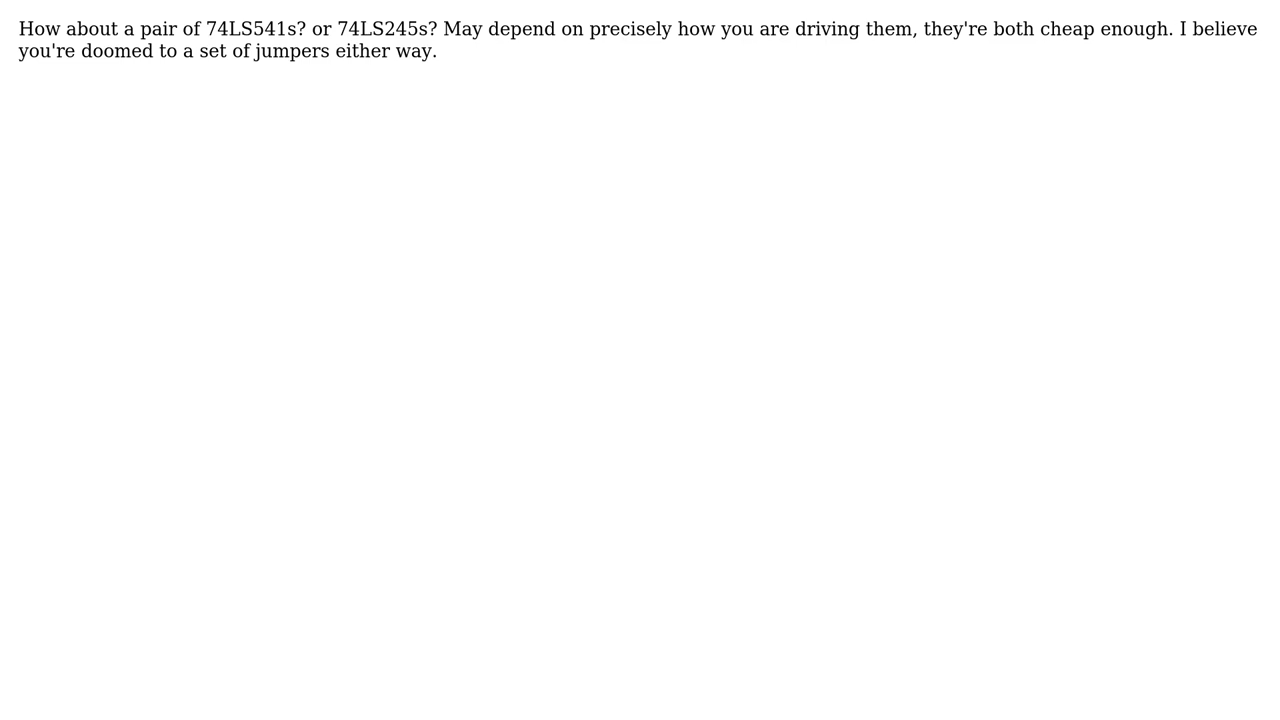 How about a pair of 74LS541s? or 74LS245s? May depend on precisely how you are driving them, they're both cheap enough. I believe
you're doomed to a set of jumpers either way.